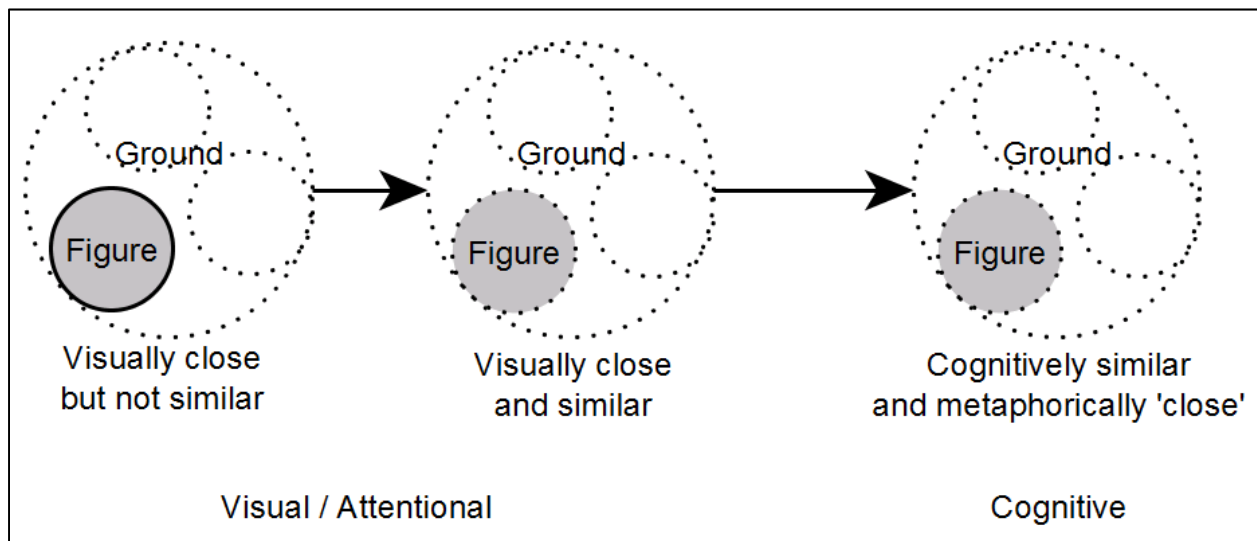 Ground
Figure
Visually close
but not similar
Ground
Figure
Visually close
and similar
Ground
Figure
Cognitively similar
and metaphorically 'close'
Visual / Attentional
Cognitive